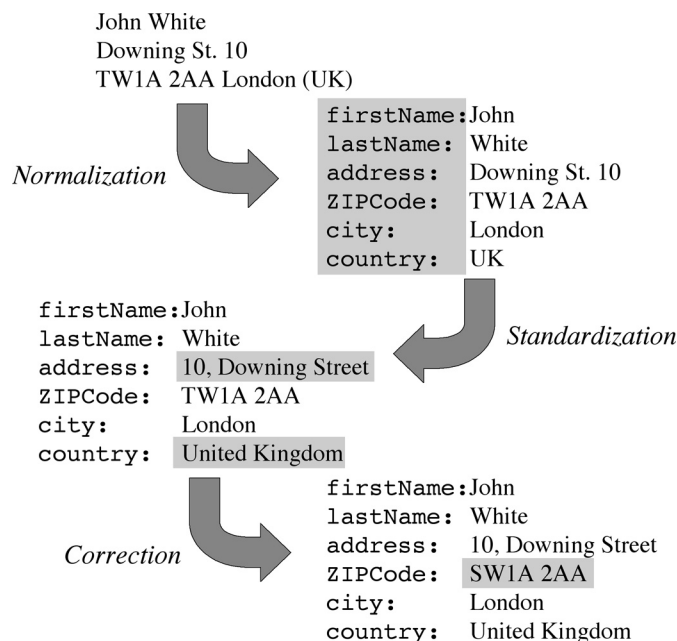 John White
Downing St. 10
TW1A 2AA London (UK)
Normalization
firstName:John
lastName: White
address: Downing St. 10
ZIPCode: TW1A 2AA
city: London
country: UK
Standardization
firstName:John
lastName: White
address: 10, Downing Street
ZIPCode: TW1A 2AA
city: London
country: United Kingdom
Correction
firstName:John
lastName: White
address: 10, Downing Street
ZIPCode: SW1A 2AA
city: London
country: United Kingdom